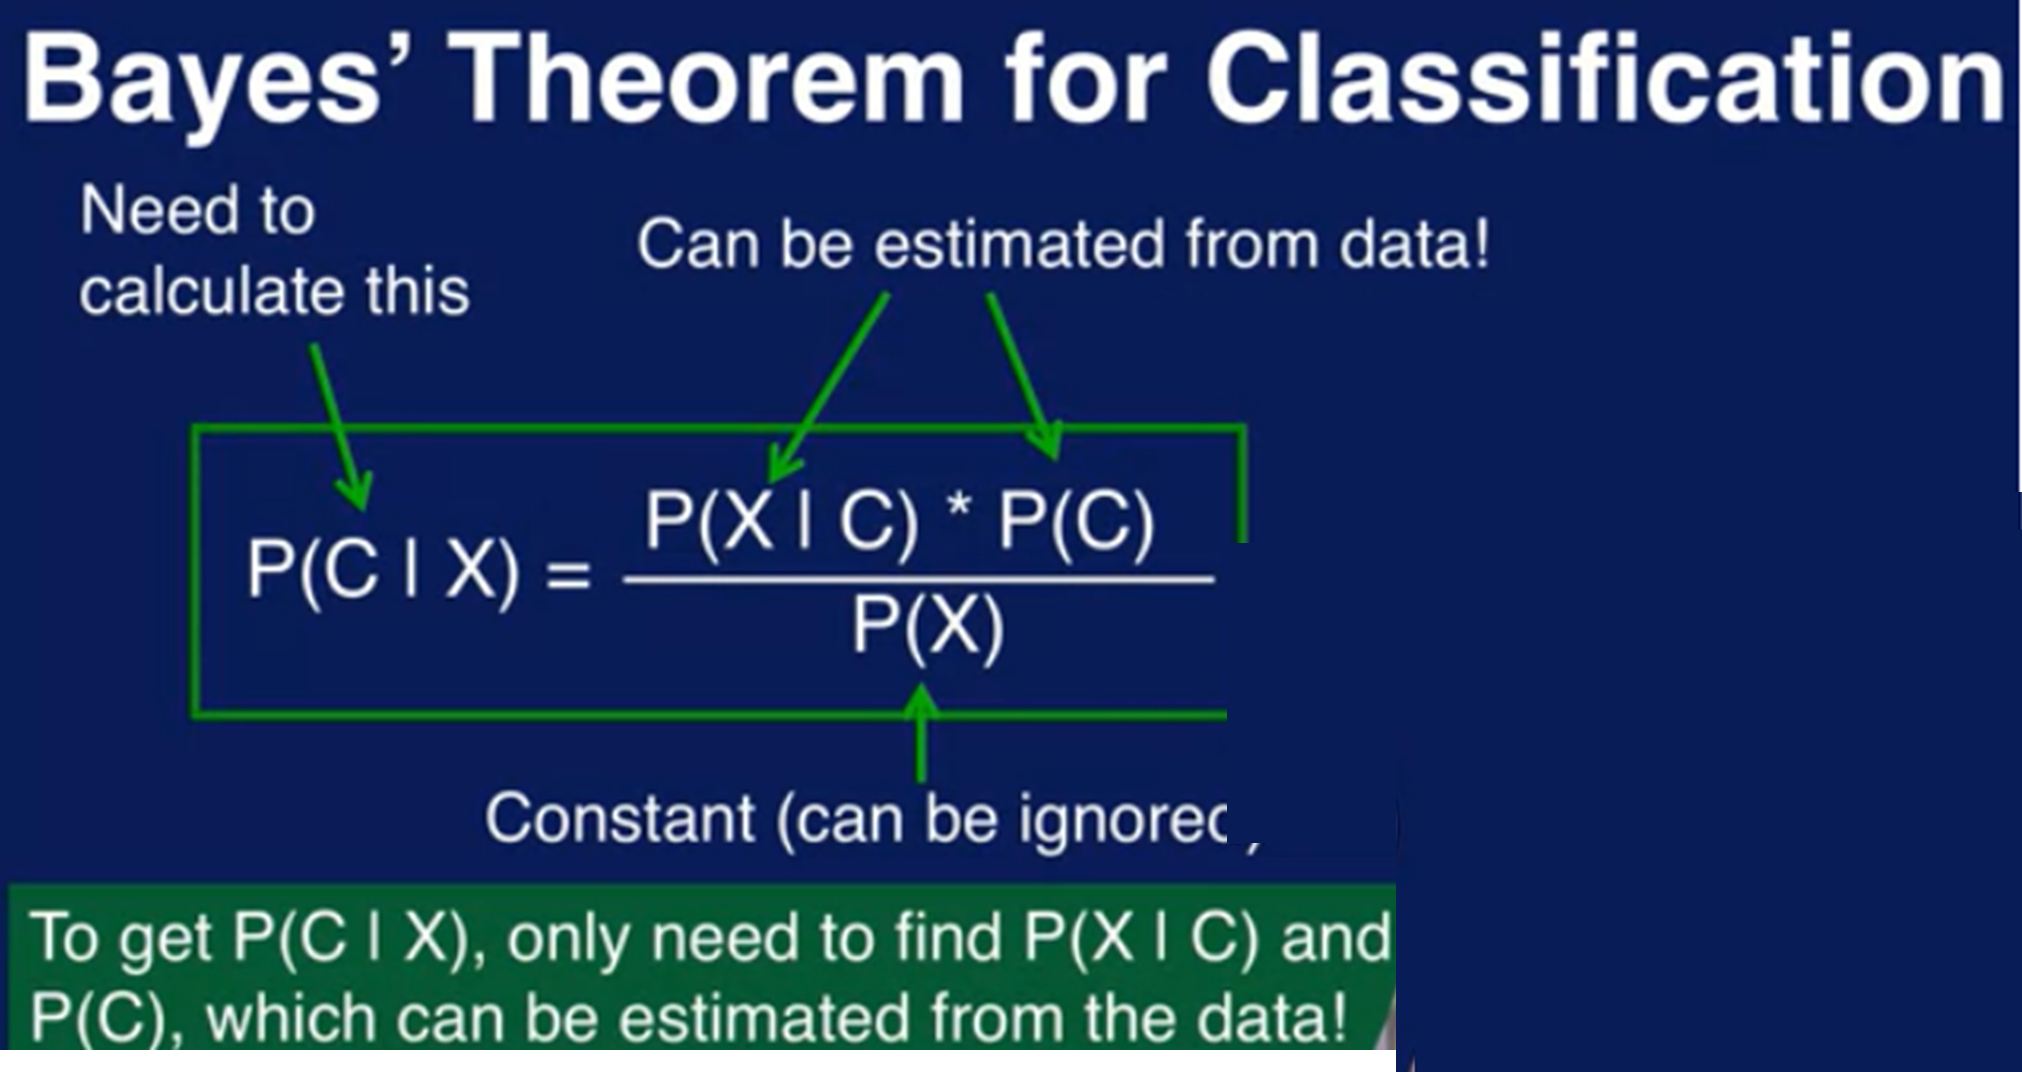 Bayes’ Theorem for Classification
Need to
calculate this
Can be estimated from data!
P(C | X) = P(X | C) * P(C)
P(X)
Constant (can be ignored)
To get P(C | X), only need to find P(X | C) and
P(C), which can be estimated from the data!